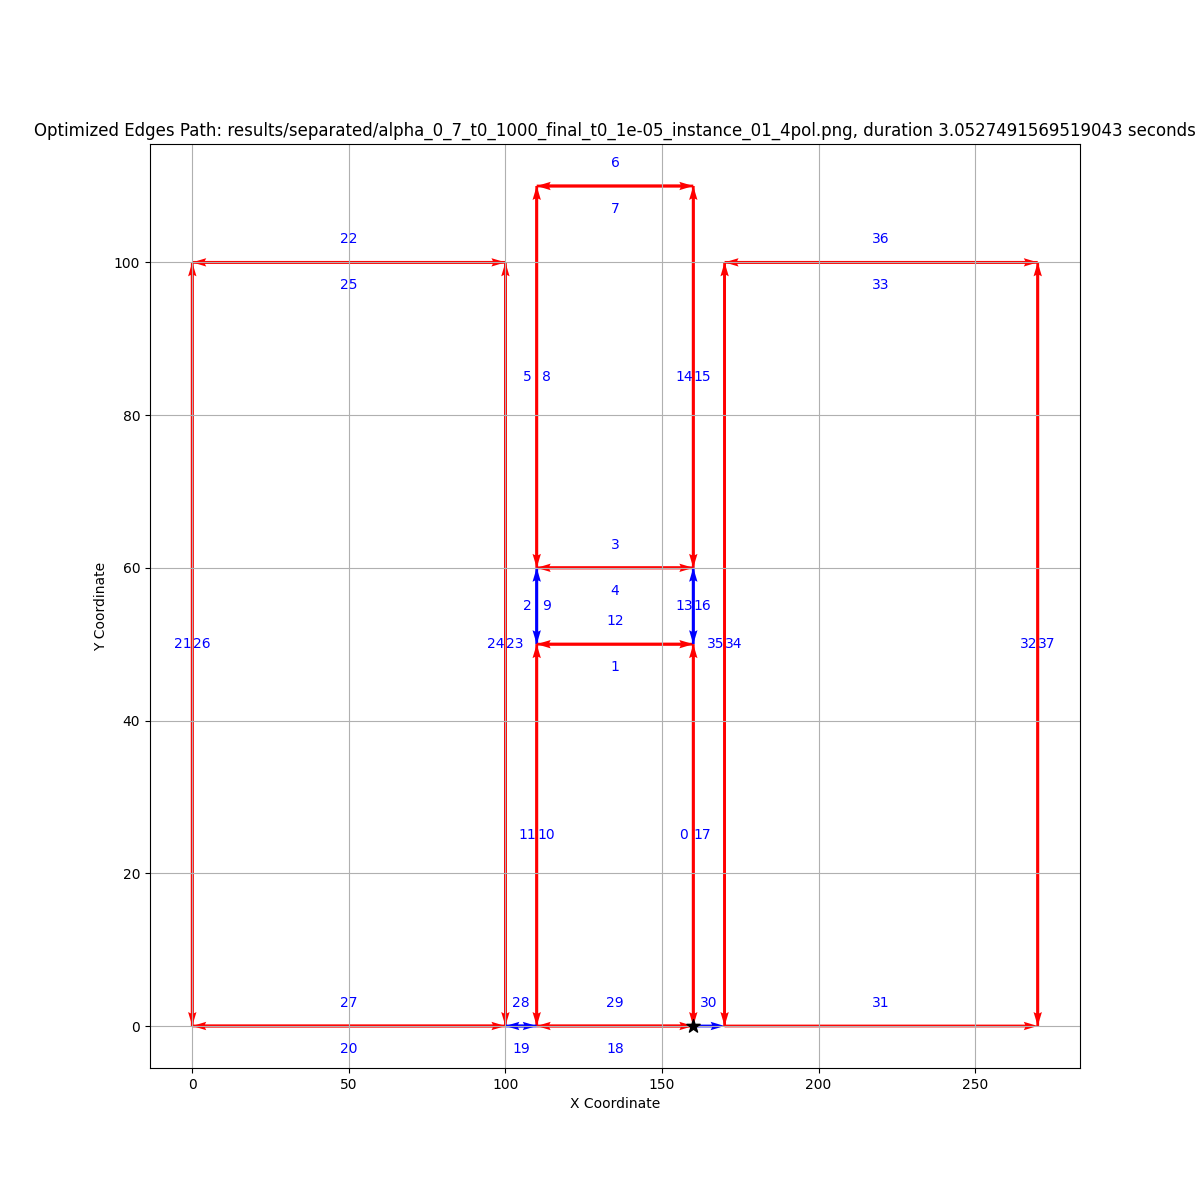 Optimized Edges Path: results/separated/alpha_0_7_t0_1000_final_t0_1e-05_instance_01_4pol.png, duration 3.0527491569519043 seconds
6
7
22
36
100
25
33
5 8 14 15
80
3
60
4
2 9 13 16
12
21 26 24 23 35 34 32 37
1
Y Coordinate
40
11 10 0 17
20
27 28 29 30 31
0
20 19 18
0 50 100 150 200 250
X Coordinate